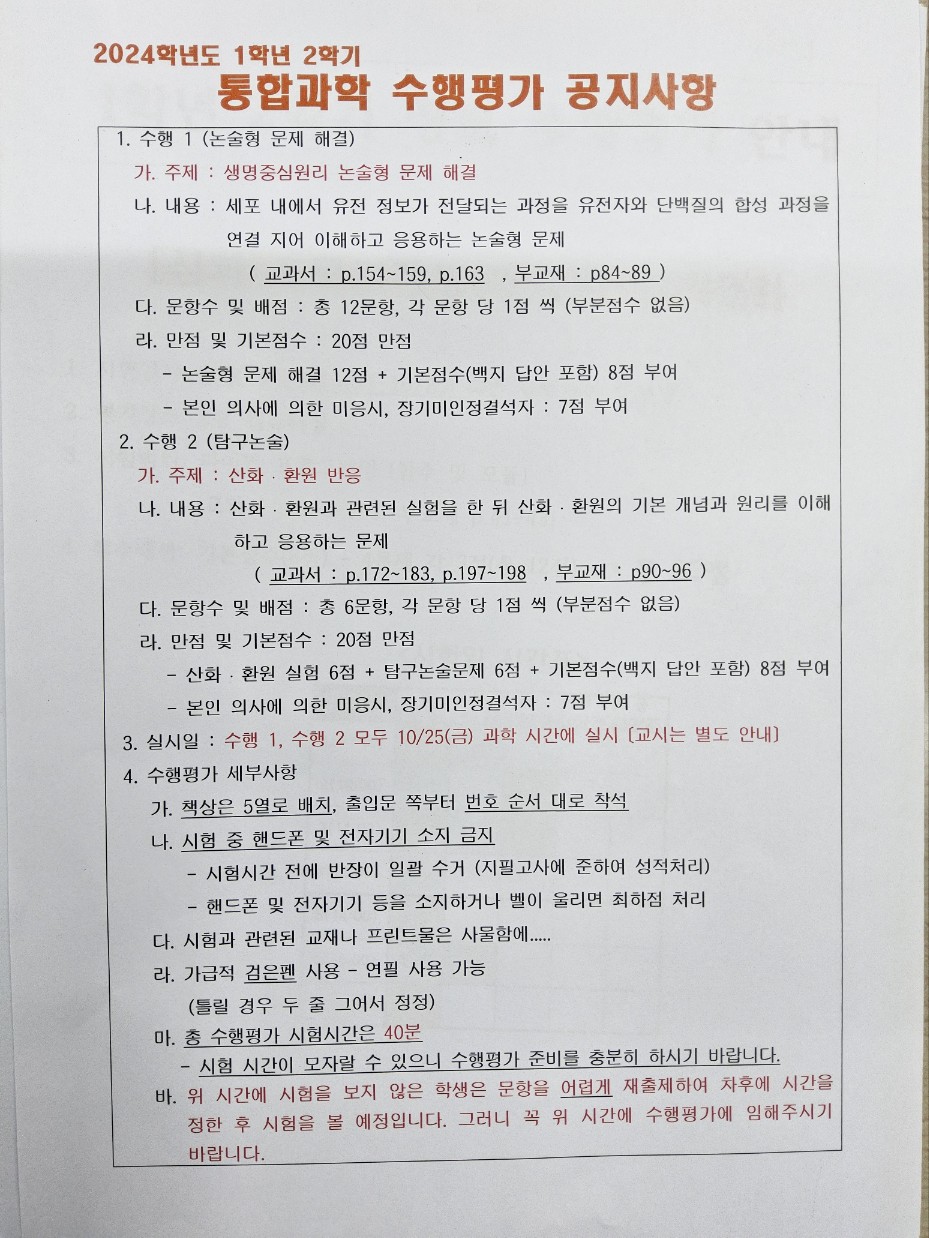 2024학년도 1학년 2학기
통합과학 수행평가 공지사항
1. 수행 1 (논술형 문제 해결)
가. 주제 : 생명중심원리 논술형 문제 해결
나. 내용 : 세포 내에서 유전 정보가 전달되는 과정을 유전자와 단백질의 합성 과정을
연결 지어 이해하고 응용하는 논술형 문제
( 교과서 : p.154~159, p.163 , 부교재 : p84~89 )
다. 문항수 및 배점 : 총 12문항, 각 문항 당 1점 씩 (부분점수 없음)
라. 만점 및 기본점수 : 20점 만점
- 논술형 문제 해결 12점 + 기본점수(백지 답안 포함) 8점 부여
- 본인 의사에 의한 미응시, 장기미인정결석자 : 7점 부여
2. 수행 2 (탐구논술)
가. 주제 : 산화 · 환원 반응
나. 내용 : 산화 · 환원과 관련된 실험을 한 뒤 산화 · 환원의 기본 개념과 원리를 이해
하고 응용하는 문제
( 교과서 : p.172~183, p.197~198 , 부교재 : p90~96 )
다. 문항수 및 배점 : 총 6문항, 각 문항 당 1점 씩 (부분점수 없음)
라. 만점 및 기본점수 : 20점 만점
- 산화 · 환원 실험 6점 + 탐구논술문제 6점 + 기본점수(백지 답안 포함) 8점 부여
- 본인 의사에 의한 미응시, 장기미인정결석자 : 7점 부여
3. 실시일 : 수행 1, 수행 2 모두 10/25(금) 과학 시간에 실시 [교시는 별도 안내]
4. 수행평가 세부사항
가. 책상은 5열로 배치, 출입문 쪽부터 번호 순서 대로 착석
나. 시험 중 핸드폰 및 전자기기 소지 금지
- 시험시간 전에 반장이 일괄 수거 (지필고사에 준하여 성적처리)
- 핸드폰 및 전자기기 등을 소지하거나 벨이 울리면 최하점 처리
다. 시험과 관련된 교재나 프린트물은 사물함에.....
라. 가급적 검은펜 사용 - 연필 사용 가능
(틀릴 경우 두 줄 그어서 정정)
마. 총 수행평가 시험시간은 40분
- 시험 시간이 모자랄 수 있으니 수행평가 준비를 충분히 하시기 바랍니다.
바. 위 시간에 시험을 보지 않은 학생은 문항을 어렵게 재출제하여 차후에 시간을
정한 후 시험을 볼 예정입니다. 그러니 꼭 위 시간에 수행평가에 임해주시기
바랍니다.